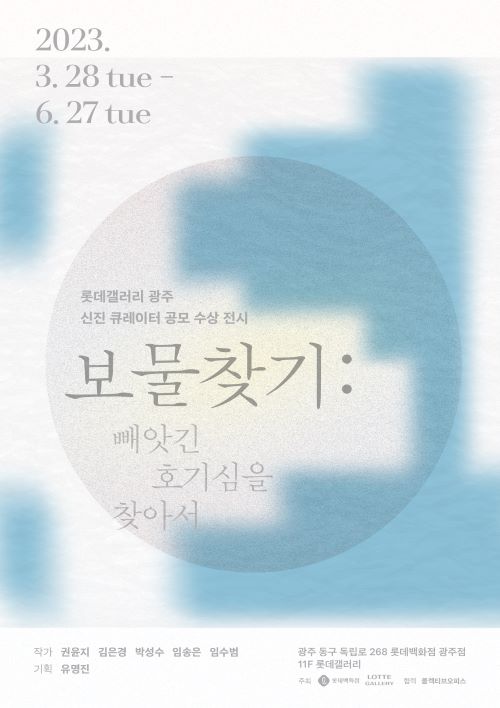 2023.
3. 28 tue –
6. 27 tue
롯데갤러리 광주
신진 큐레이터 공모 수상 전시
보물찾기:
빼앗긴
호기심을
찾아서
작가 권윤지 김은경 박성수 임송은 임수범
기획 유명진
광주 동구 독립로 268 롯데백화점 광주점
11F 롯데갤러리
주최 롯데백화점 LOTTE GALLERY 협력 콜렉티브오피스